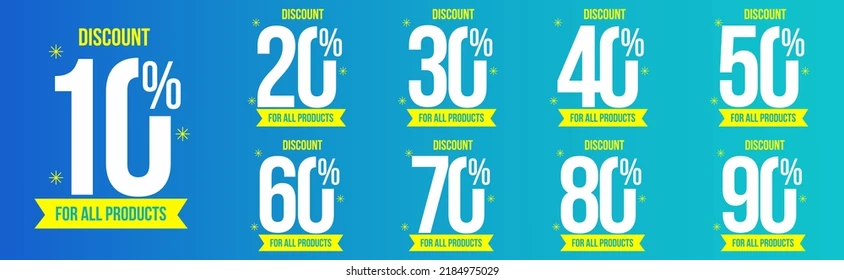 DISCOUNT
10%
FOR ALL PRODUCTS
DISCOUNT
20%
FOR ALL PRODUCTS
DISCOUNT
30%
FOR ALL PRODUCTS
DISCOUNT
40%
FOR ALL PRODUCTS
DISCOUNT
50%
FOR ALL PRODUCTS
DISCOUNT
60%
FOR ALL PRODUCTS
DISCOUNT
70%
FOR ALL PRODUCTS
DISCOUNT
80%
FOR ALL PRODUCTS
DISCOUNT
90%
FOR ALL PRODUCTS
shutterstock.com · 2184975029